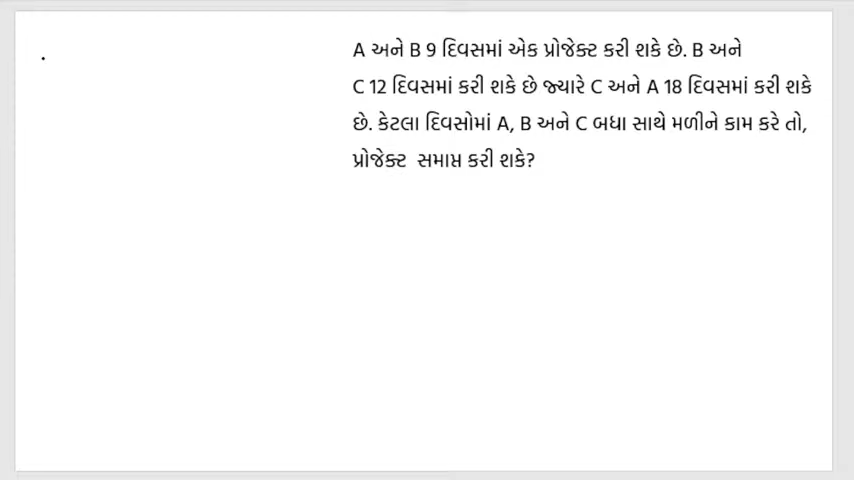 A અને B 9 દિવસમાં એક પ્રોજેક્ટ કરી શકે છે. B અને
C 12 દિવસમાં કરી શકે છે જ્યારે C અને A 18 દિવસમાં કરી શકે
છે. કેટલા દિવસોમાં A, B અને C બધા સાથે મળીને કામ કરે તો,
પ્રોજેક્ટ સમાપ્ત કરી શકે?